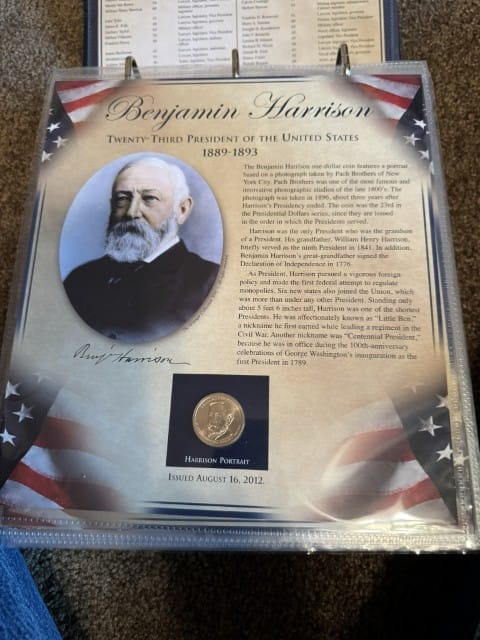 Benjamin Harrison
TWENTY-THIRD PRESIDENT OF THE UNITED STATES
1889-1893
The Benjamin Harrison one-dollar coin features a portrait
based on a photograph taken by Pach Brothers of New
York City. Pach Brothers was one of the most famous and
innovative photographic studios of the late 1800's. The
photograph was taken in 1896, about three years after
Harrison's Presidency ended. The coin was the 23rd in
the Presidential Dollars series, since they are issued
in the order in which the Presidents served.
Harrison was the only President who was the grandson
of a President. His grandfather, William Henry Harrison,
briefly served as the ninth President in 1841. In addition,
Benjamin Harrison's great-grandfather signed the
Declaration of Independence in 1776.
As President, Harrison pursued a vigorous foreign
policy and made the first federal attempt to regulate
monopolies. Six new states also joined the Union, which
was more than under any other President. Standing only
about 5 feet 6 inches tall, Harrison was one of the shortest
Presidents. He was affectionately known as "Little Ben,"
a nickname he first earned while leading a regiment in the
Civil War. Another nickname was "Centennial President,"
because he was in office during the 100th-anniversary
celebrations of George Washington's inauguration as the
first President in 1789.
Benj Harrison
HARRISON PORTRAIT
ISSUED AUGUST 16, 2012.